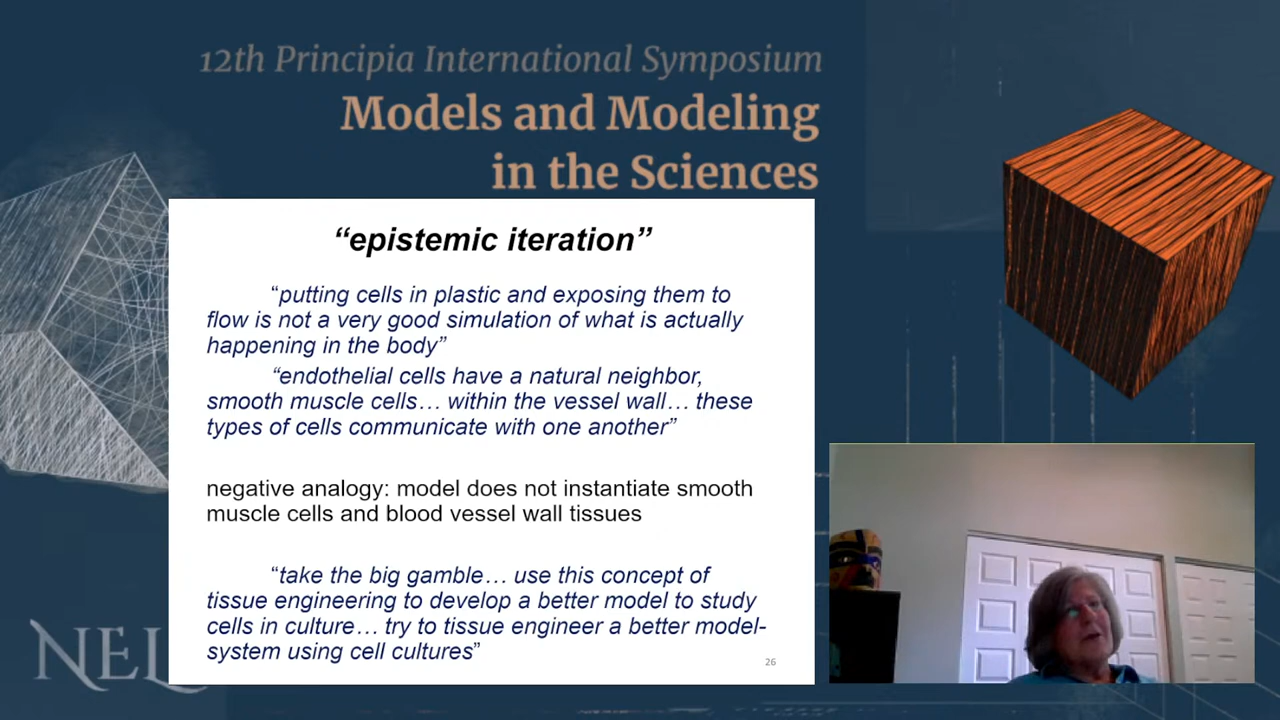 12th Principia International Symposium
Models and Modeling
in the Sciences
“epistemic iteration”
“putting cells in plastic and exposing them to
flow is not a very good simulation of what is actually
happening in the body”
“endothelial cells have a natural neighbor,
smooth muscle cells… within the vessel wall… these
types of cells communicate with one another”
negative analogy: model does not instantiate smooth
muscle cells and blood vessel wall tissues
“take the big gamble… use this concept of
tissue engineering to develop a better model to study
cells in culture… try to tissue engineer a better model-
system using cell cultures”
26